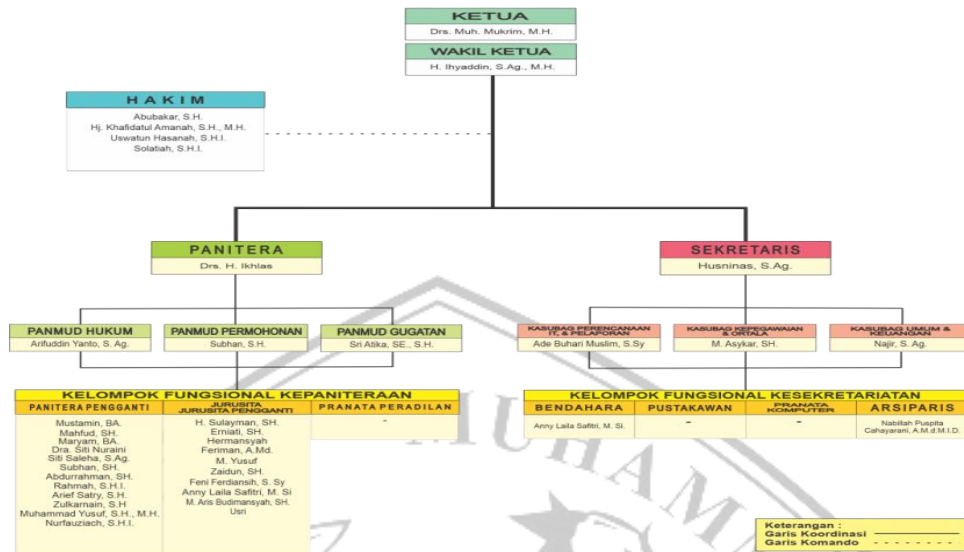 KETUA
Drs. Muh. Mukrim, M.H.
WAKIL KETUA
H. Ihyaddin, S.Ag., M.H.
HAKIM
Abubakar, S.H.
Hj. Khafidatul Amanah, S.H., M.H.
Uswatun Hasanah, S.H.I.
Solatiah, S.H.I.
PANITERA
Drs. H. Ikhlas
SEKRETARIS
Husninas, S.Ag.
PANMUD HUKUM
Arifuddin Yanto, S. Ag.
PANMUD PERMOHONAN
Subhan, S.H.
PANMUD GUGATAN
Sri Atika, SE., S.H.
KASUBAG PERENCANAAN
IT, & PELAPORAN
Ade Buhari Muslim, S.Sy
KASUBAG KEPEGAWAIAN
& ORTALA
M. Asykar, SH.
KASUBAG UMUM &
KEUANGAN
Najir, S. Ag.
KELOMPOK FUNGSIONAL KEPANITERAAN
PANITERA PENGGANTI
Mustamin, BA.
Mahfud, SH.
Maryam, BA.
Dra. Siti Nuraini
Siti Saleha, S.Ag.
Subhan, SH.
Abdurrahman, SH.
Rahmah, S.H.I.
Arief Satry, S.H.
Zulkarnain, S.H
Muhammad Yusuf, S.H., M.H.
Nurfauziach, S.H.I.
JURUSITA
JURUSITA PENGGANTI
H. Sulayman, SH.
Erniati, SH.
Hermansyah
Feriman, A.Md.
M. Yusuf
Zaidun, SH.
Feni Ferdiansih, S. Sy
Anny Laila Safitri, M. Si
M. Aris Budimansyah, SH.
Usri
PRANATA PERADILAN
-
KELOMPOK FUNGSIONAL KESEKRETARIATAN
BENDAHARA
Anny Laila Safitri, M. Si.
PUSTAKAWAN
-
PRANATA
KOMPUTER
-
ARSIPARIS
Nabillah Puspita
Cahayarani, A.M.d.M.I.D.
Keterangan :
Garis Koordinasi
Garis Komando
MUHAMA